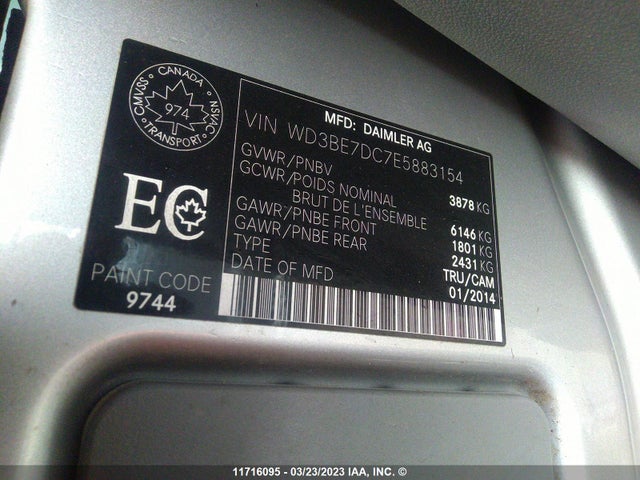 CANADA
CMVSS 974 NSVAC
TRANSPORT
MFD: DAIMLER AG
VIN WD3BE7DC7E5883154
GVWR/PNBV 3878 KG
GCWR/POIDS NOMINAL
BRUT DE L'ENSEMBLE 6146 KG
GAWR/PNBE FRONT 1801 KG
GAWR/PNBE REAR 2431 KG
TYPE TRU/CAM
DATE OF MFD 01/2014
EC
PAINT CODE
9744
11716095 - 03/23/2023 IAA, INC. ©